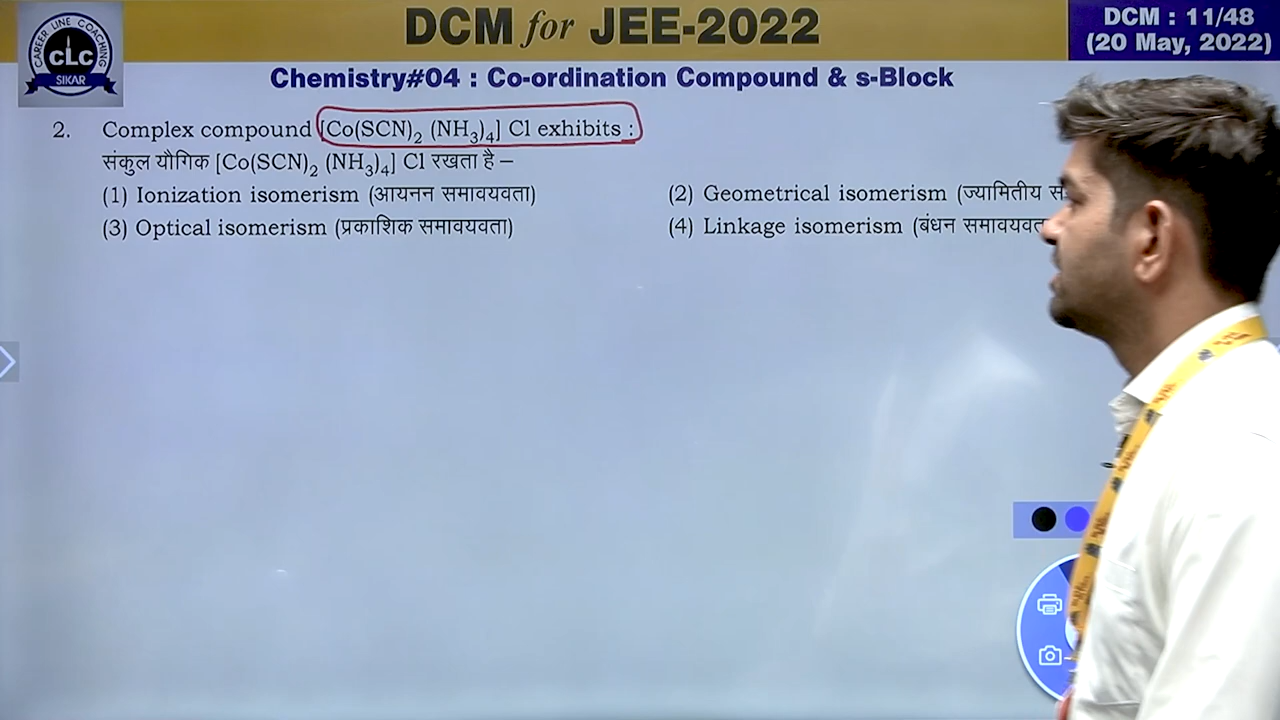 DCM for JEE-2022
DCM : 11/48
(20 May, 2022)
CAREER LINE COACHING
CLC
SIKAR
Chemistry#04 : Co-ordination Compound & s-Block
2. Complex compound [Co(SCN)₂ (NH₃)₄] Cl exhibits :
संकुल यौगिक [Co(SCN)₂ (NH₃)₄] Cl रखता है –
(1) Ionization isomerism (आयनन समावयवता)
(2) Geometrical isomerism (ज्यामितीय
(3) Optical isomerism (प्रकाशिक समावयवता)
(4) Linkage isomerism (बंधन